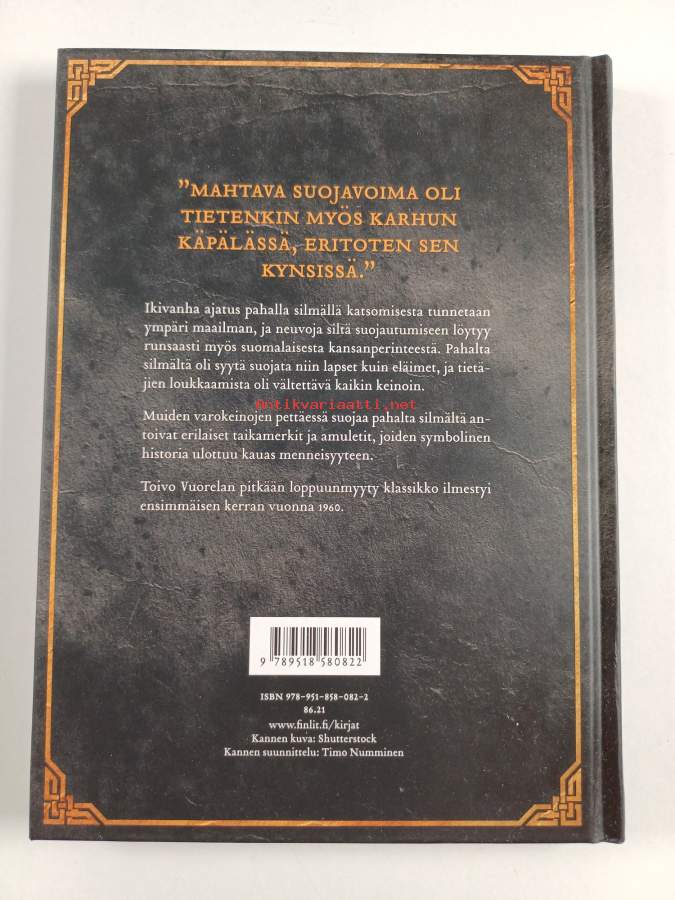 ”MAHTAVA SUOJAVOIMA OLI
TIETENKIN MYÖS KARHUN
KÄPÄLÄSSÄ, ERITOTEN SEN
KYNSISSÄ.”
Ikivanha ajatus pahalla silmällä katsomisesta tunnetaan
ympäri maailman, ja neuvoja siltä suojautumiseen löytyy
runsaasti myös suomalaisesta kansanperinteestä. Pahalta
silmältä oli syytä suojata niin lapset kuin eläimet, ja tietä-
jien loukkaamista oli vältettävä kaikin keinoin.
Antikvariaatti.net
Muiden varokeinojen pettäessä suojaa pahalta silmältä an-
toivat erilaiset taikamerkit ja amuletit, joiden symbolinen
historia ulottuu kauas menneisyyteen.
Toivo Vuorelan pitkään loppuunmyyty klassikko ilmestyi
ensimmäisen kerran vuonna 1960.
9 789518 580822
ISBN 978-951-858-082-2
86.21
www.finlit.fi/kirjat
Kannen kuva: Shutterstock
Kannen suunnittelu: Timo Numminen